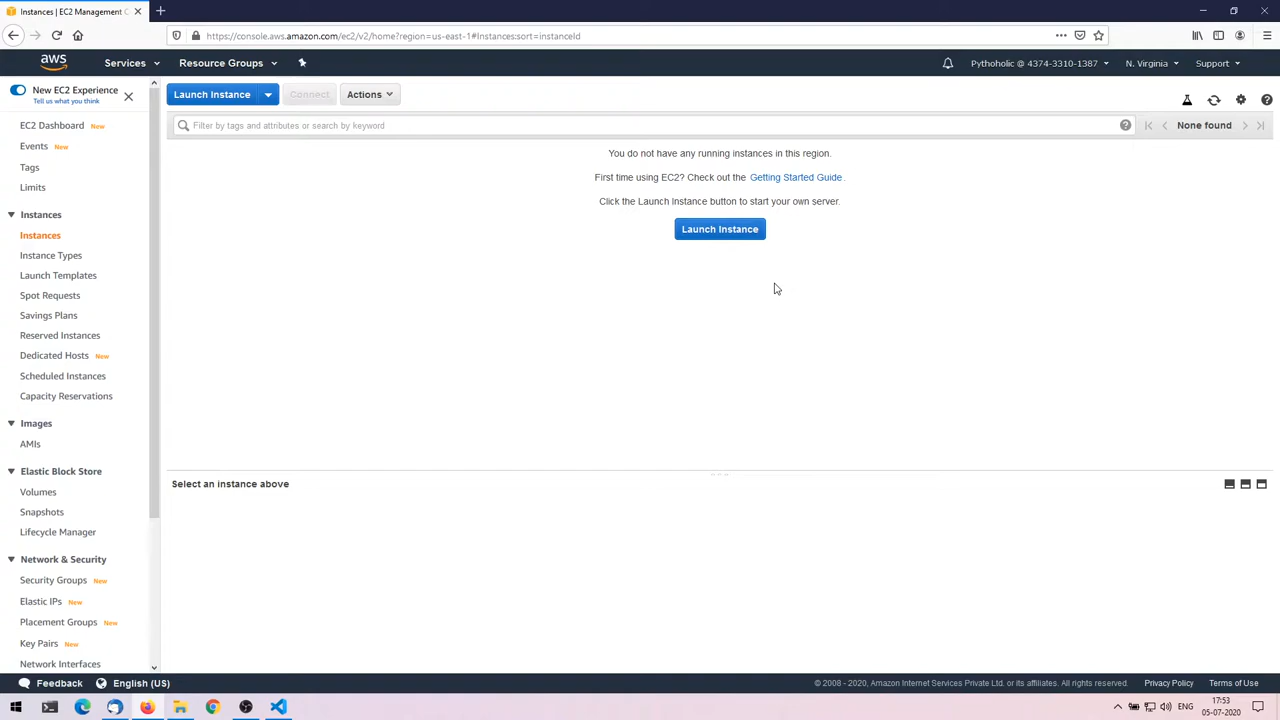 Instances | EC2 Management C
https://console.aws.amazon.com/ec2/v2/home?region=us-east-1#Instances:sort=instanceId
aws
Services
Resource Groups
Pythoholic @ 4374-3310-1387
N. Virginia
Support
New EC2 Experience
Tell us what you think
EC2 Dashboard New
Events New
Tags
Limits
Instances
Instances
Instance Types
Launch Templates
Spot Requests
Savings Plans
Reserved Instances
Dedicated Hosts New
Scheduled Instances
Capacity Reservations
Images
AMIs
Elastic Block Store
Volumes
Snapshots
Lifecycle Manager
Network & Security
Security Groups New
Elastic IPs New
Placement Groups New
Key Pairs New
Network Interfaces
Launch Instance
Connect
Actions
Filter by tags and attributes or search by keyword
None found
You do not have any running instances in this region.
First time using EC2? Check out the Getting Started Guide.
Click the Launch Instance button to start your own server.
Launch Instance
Select an instance above
Feedback
English (US)
© 2008 - 2020, Amazon Internet Services Private Ltd. or its affiliates. All rights reserved.
Privacy Policy
Terms of Use
ENG
17:53
05-07-2020